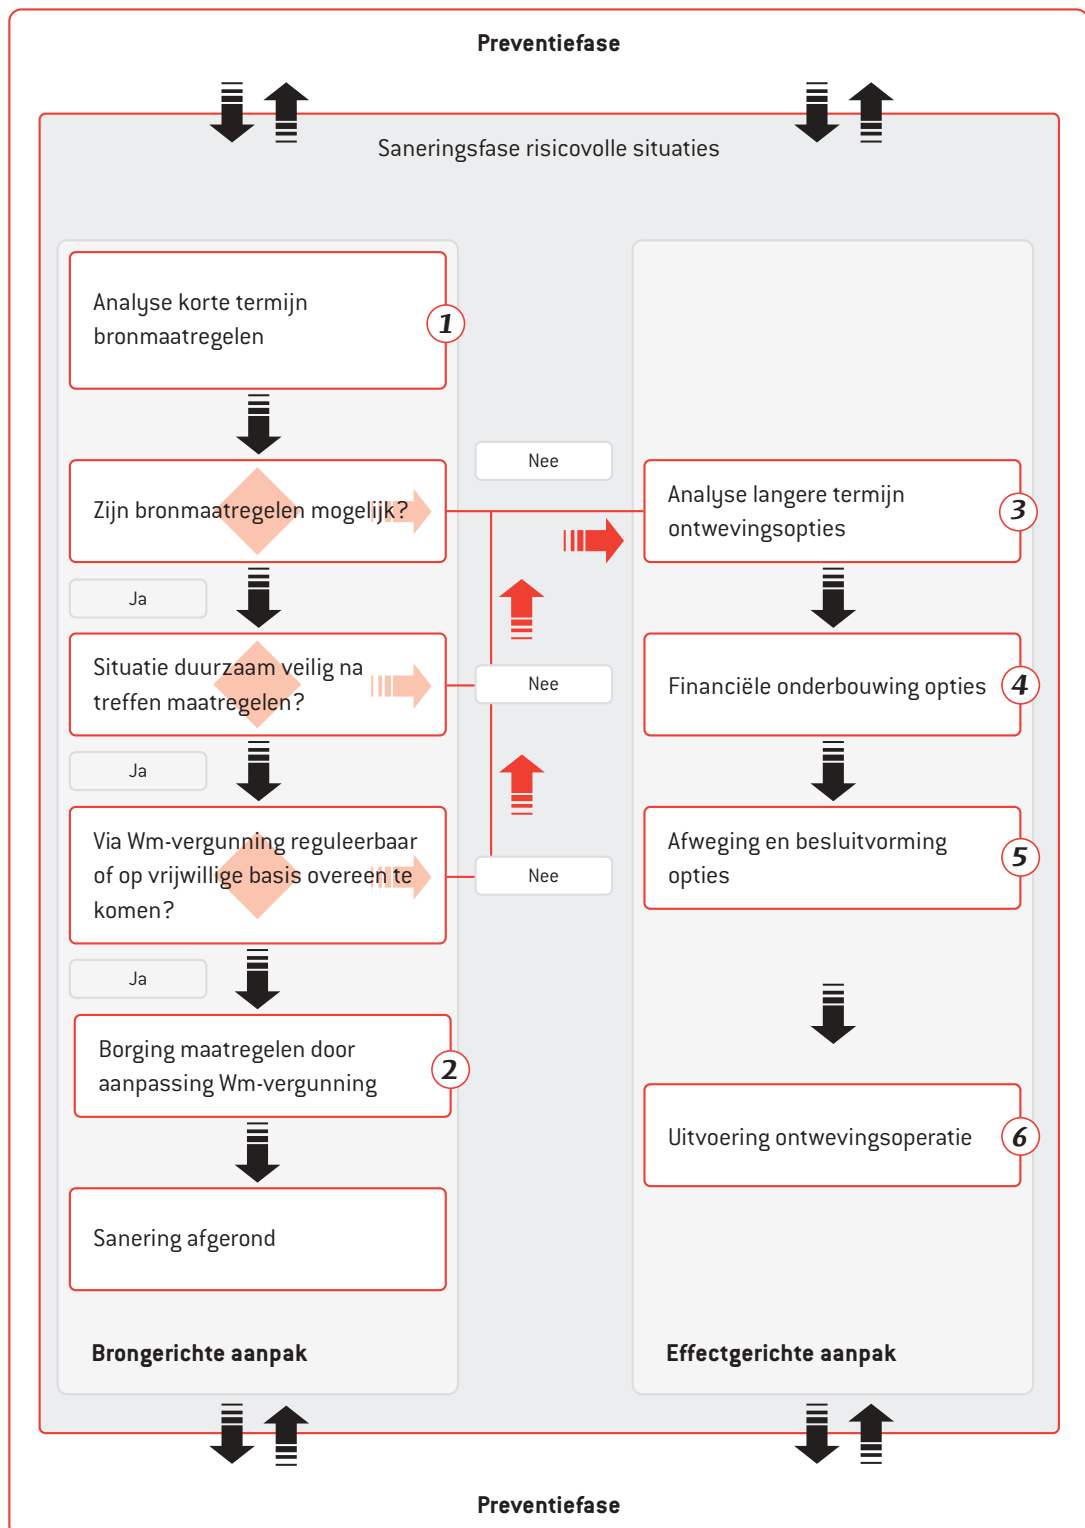 Preventiefase
Saneringsfase risicovolle situaties
Analyse korte termijn
bronmaatregelen
1
Zijn bronmaatregelen mogelijk?
Nee
Ja
Situatie duurzaam veilig na
treffen maatregelen?
Nee
Ja
Via Wm-vergunning reguleerbaar
of op vrijwillige basis overeen te
komen?
Nee
Ja
Borging maatregelen door
aanpassing Wm-vergunning
2
Sanering afgerond
Brongerichte aanpak
Analyse langere termijn
ontwevingsopties
3
Financiële onderbouwing opties
4
Afweging en besluitvorming
opties
5
Uitvoering ontwevingsoperatie
6
Effectgerichte aanpak
Preventiefase